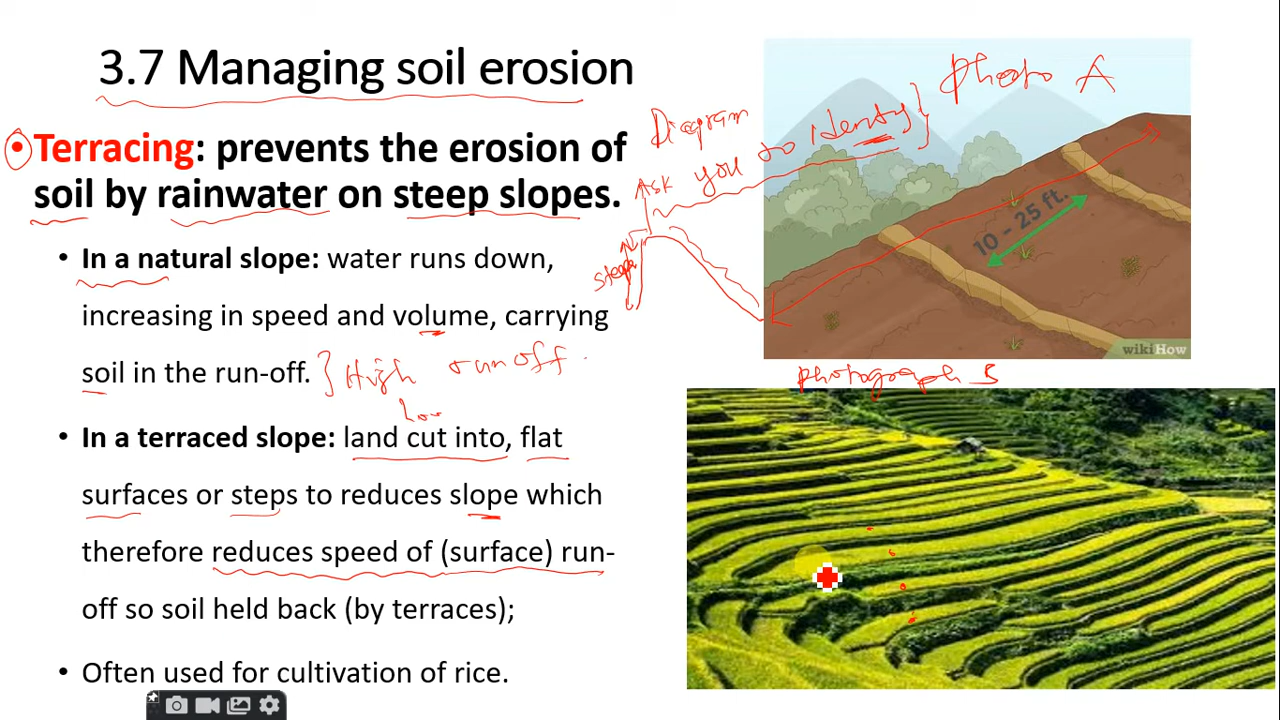 3.7 Managing soil erosion
• Terracing: prevents the erosion of
soil by rainwater on steep slopes.
• In a natural slope: water runs down,
increasing in speed and volume, carrying
soil in the run-off.
High run off
• In a terraced slope: land cut into, flat
surfaces or steps to reduces slope which
therefore reduces speed of (surface) run-
off so soil held back (by terraces);
• Often used for cultivation of rice.
Diagram
Ask you to identy
steep
Photo A
10 - 25 ft.
wikiHow
Photograph